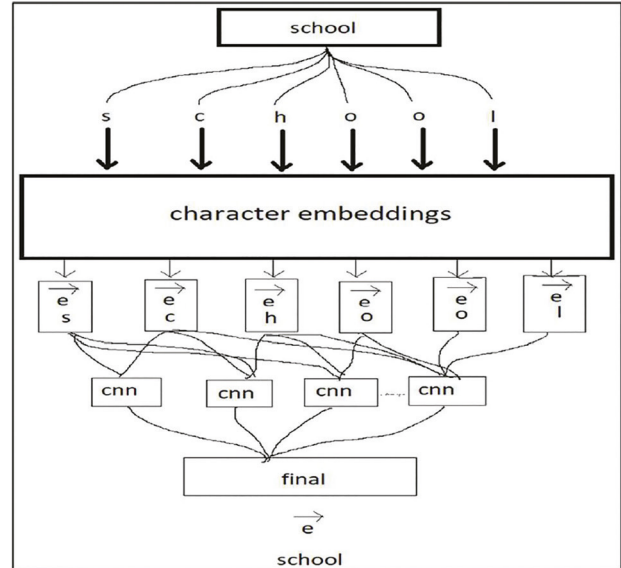 school
s c h o o l
character embeddings
e e e e e e
s c h o o l
cnn cnn cnn ...... cnn
final
e
school